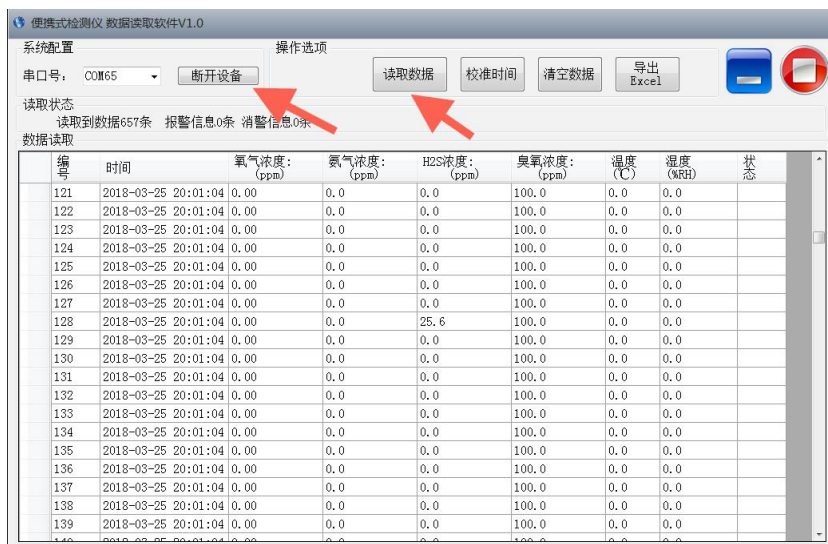 便携式检测仪 数据读取软件V1.0
系统配置
操作选项
串口号： COM65 断开设备 读取数据 校准时间 清空数据 导出 Excel
读取状态
读取到数据657条 报警信息0条 消警信息0条
数据读取
编号 时间 氧气浓度：(ppm) 氨气浓度：(ppm) H2S浓度：(ppm) 臭氧浓度：(ppm) 温度(℃) 湿度(%RH) 状态
121 2018-03-25 20:01:04 0.00 0.0 0.0 100.0 0.0 0.0
122 2018-03-25 20:01:04 0.00 0.0 0.0 100.0 0.0 0.0
123 2018-03-25 20:01:04 0.00 0.0 0.0 100.0 0.0 0.0
124 2018-03-25 20:01:04 0.00 0.0 0.0 100.0 0.0 0.0
125 2018-03-25 20:01:04 0.00 0.0 0.0 100.0 0.0 0.0
126 2018-03-25 20:01:04 0.00 0.0 0.0 100.0 0.0 0.0
127 2018-03-25 20:01:04 0.00 0.0 0.0 100.0 0.0 0.0
128 2018-03-25 20:01:04 0.00 0.0 25.6 100.0 0.0 0.0
129 2018-03-25 20:01:04 0.00 0.0 0.0 100.0 0.0 0.0
130 2018-03-25 20:01:04 0.00 0.0 0.0 100.0 0.0 0.0
131 2018-03-25 20:01:04 0.00 0.0 0.0 100.0 0.0 0.0
132 2018-03-25 20:01:04 0.00 0.0 0.0 100.0 0.0 0.0
133 2018-03-25 20:01:04 0.00 0.0 0.0 100.0 0.0 0.0
134 2018-03-25 20:01:04 0.00 0.0 0.0 100.0 0.0 0.0
135 2018-03-25 20:01:04 0.00 0.0 0.0 100.0 0.0 0.0
136 2018-03-25 20:01:04 0.00 0.0 0.0 100.0 0.0 0.0
137 2018-03-25 20:01:04 0.00 0.0 0.0 100.0 0.0 0.0
138 2018-03-25 20:01:04 0.00 0.0 0.0 100.0 0.0 0.0
139 2018-03-25 20:01:04 0.00 0.0 0.0 100.0 0.0 0.0